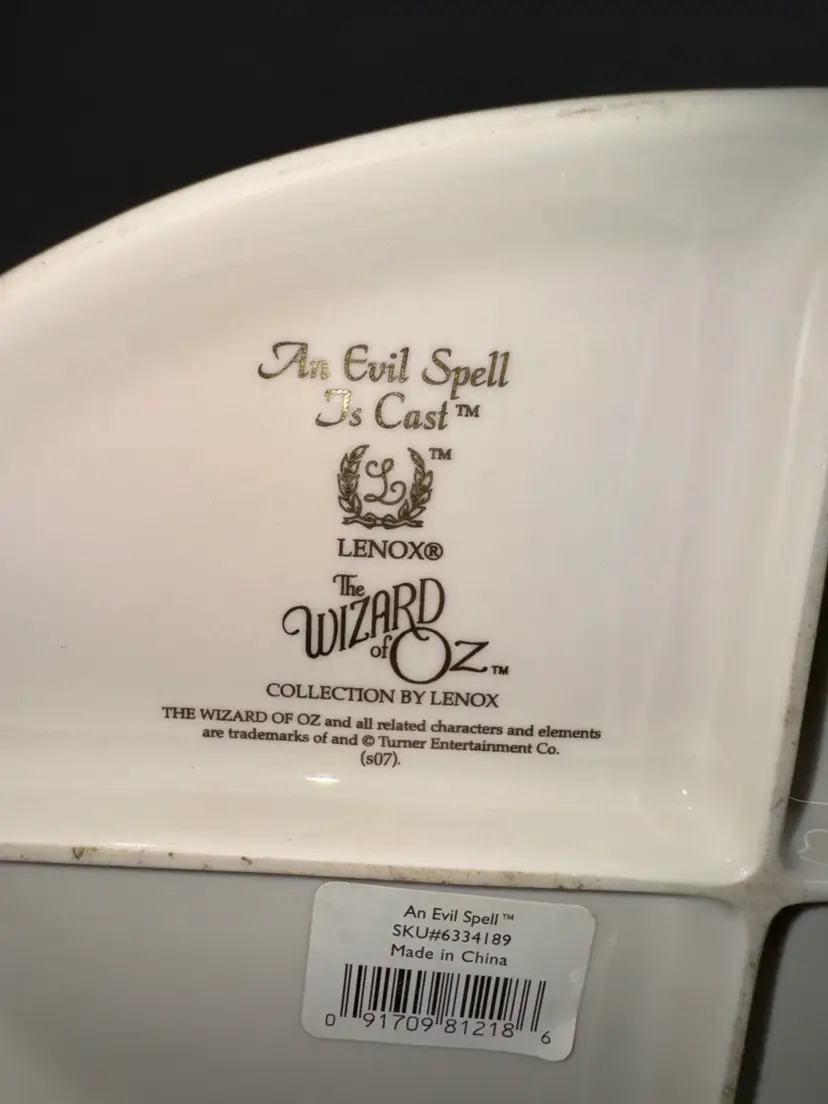 An Evil Spell
Is Cast™
L™
LENOX®
The
WIZARD
of OZ™
COLLECTION BY LENOX
THE WIZARD OF OZ and all related characters and elements
are trademarks of and © Turner Entertainment Co.
(s07).
An Evil Spell™
SKU#6334189
Made in China
0 91709 81218 6